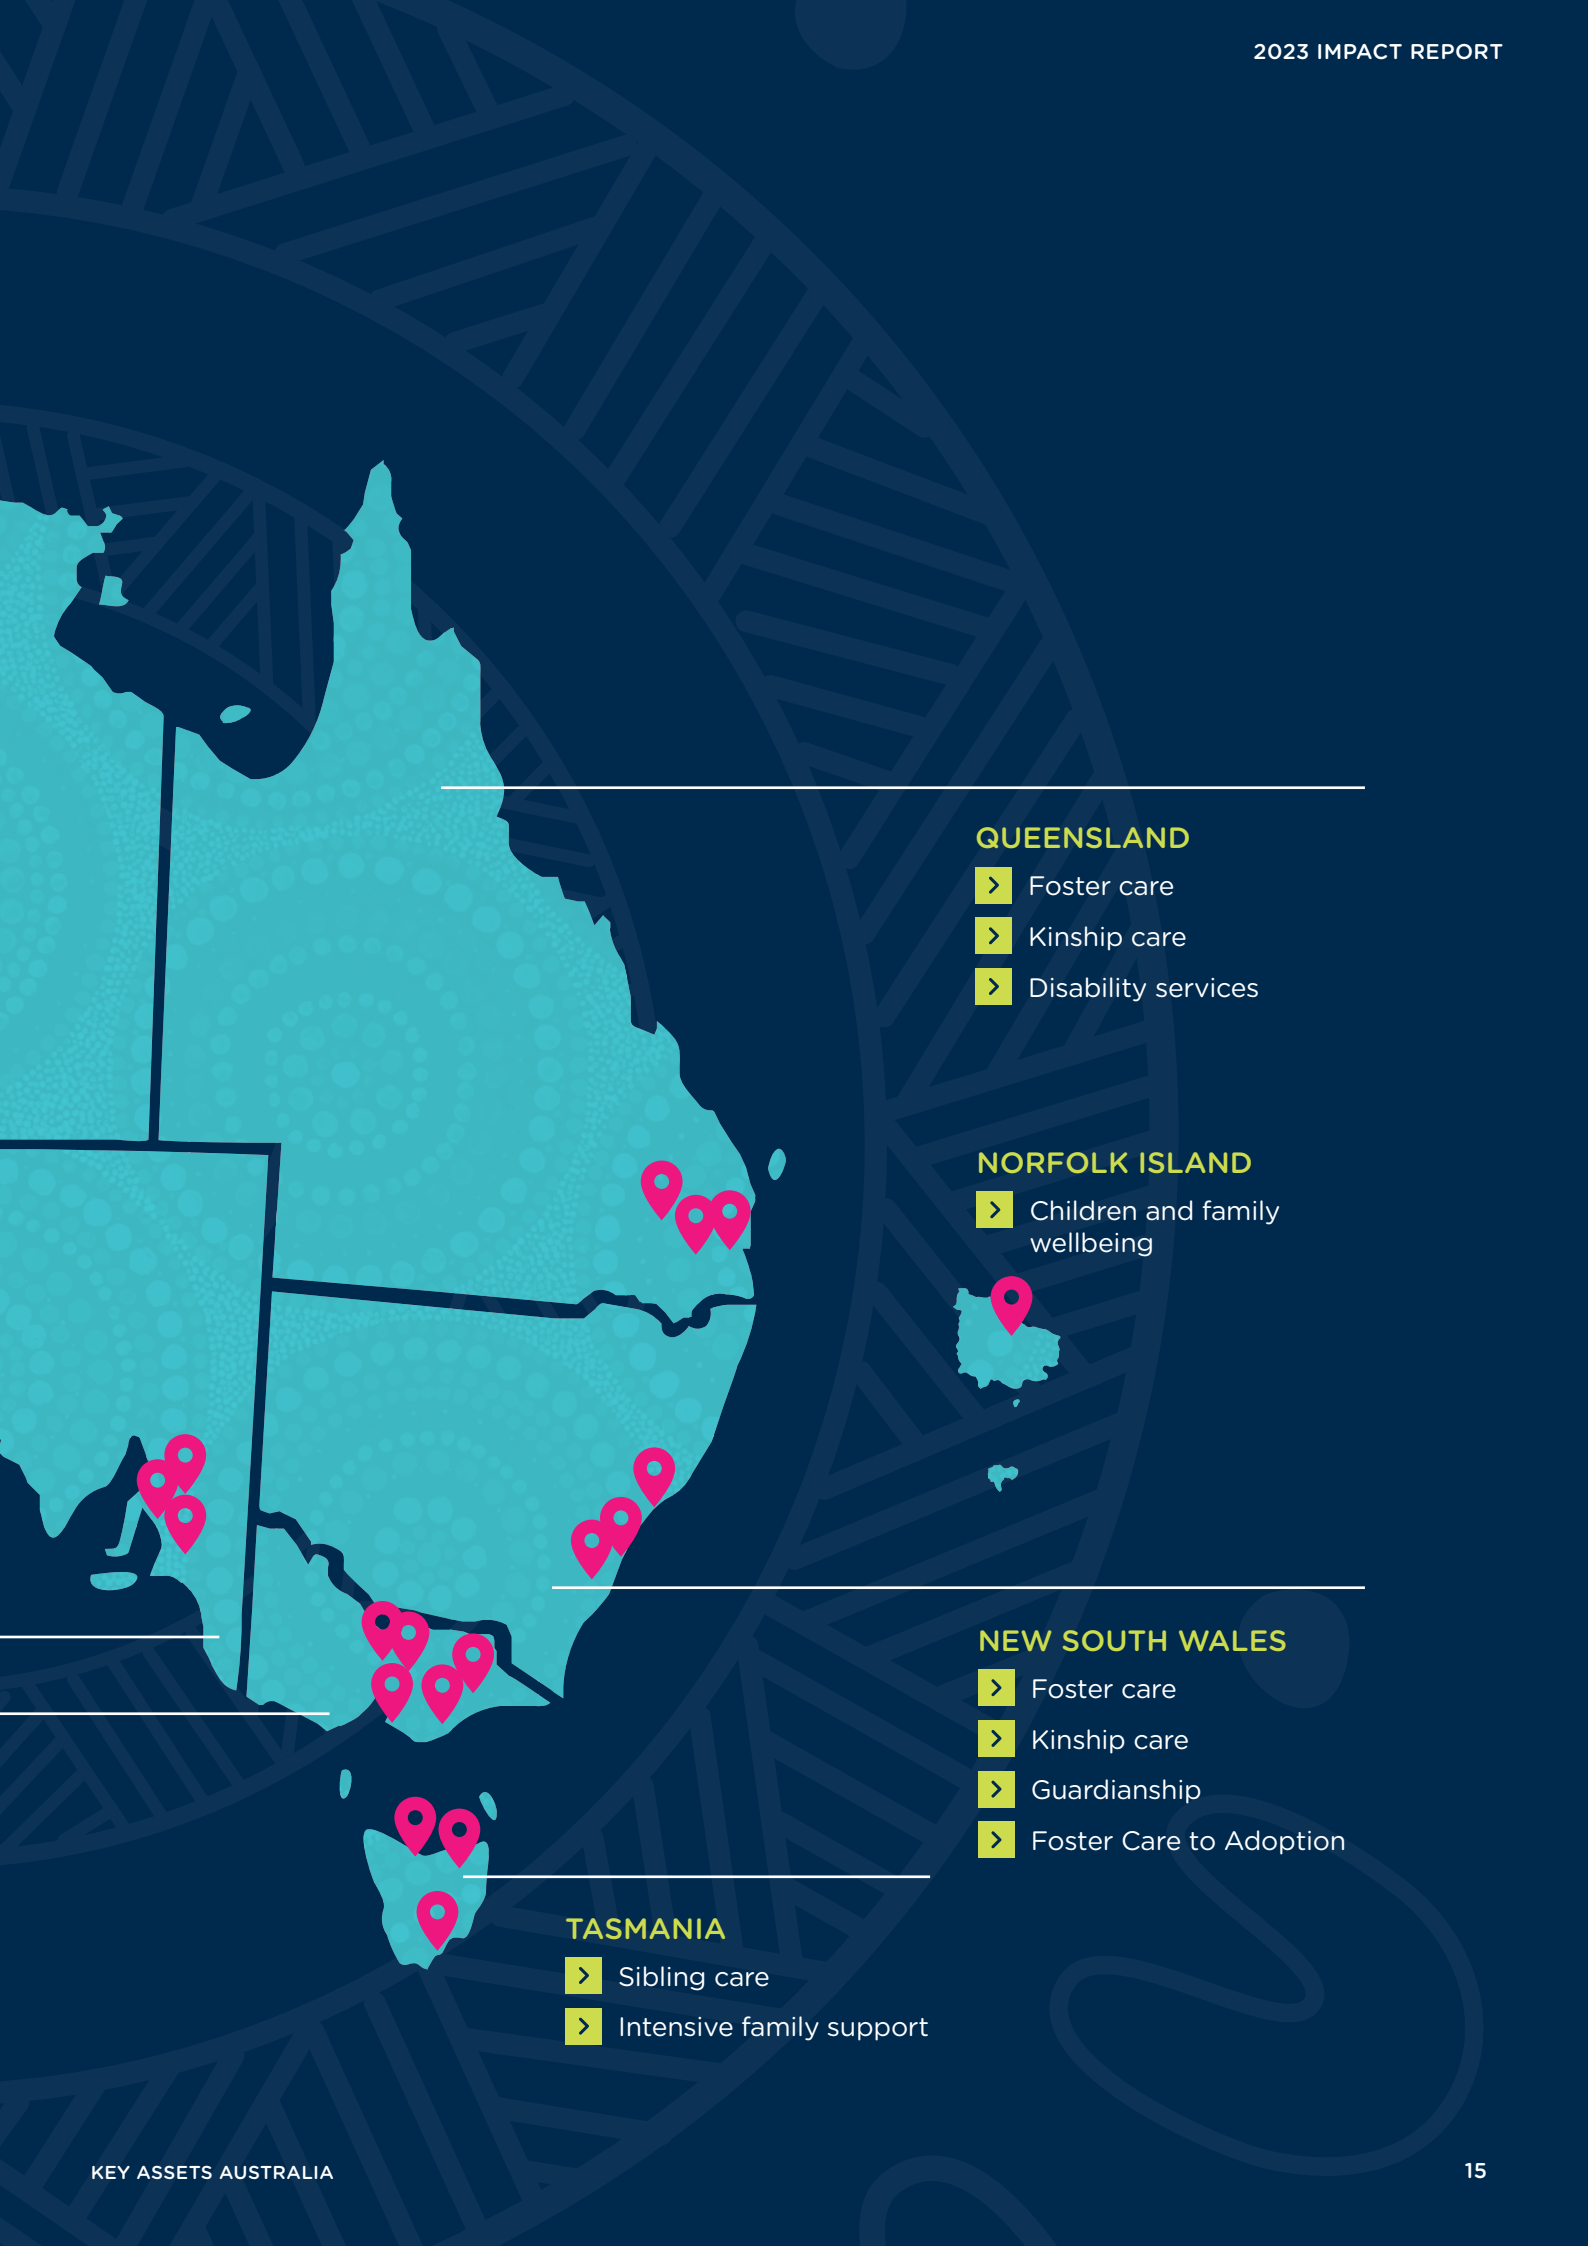 2023 IMPACT REPORT
QUEENSLAND
Foster care
Kinship care
Disability services
NORFOLK ISLAND
Children and family
wellbeing
NEW SOUTH WALES
Foster care
Kinship care
Guardianship
Foster Care to Adoption
TASMANIA
Sibling care
Intensive family support
KEY ASSETS AUSTRALIA
15